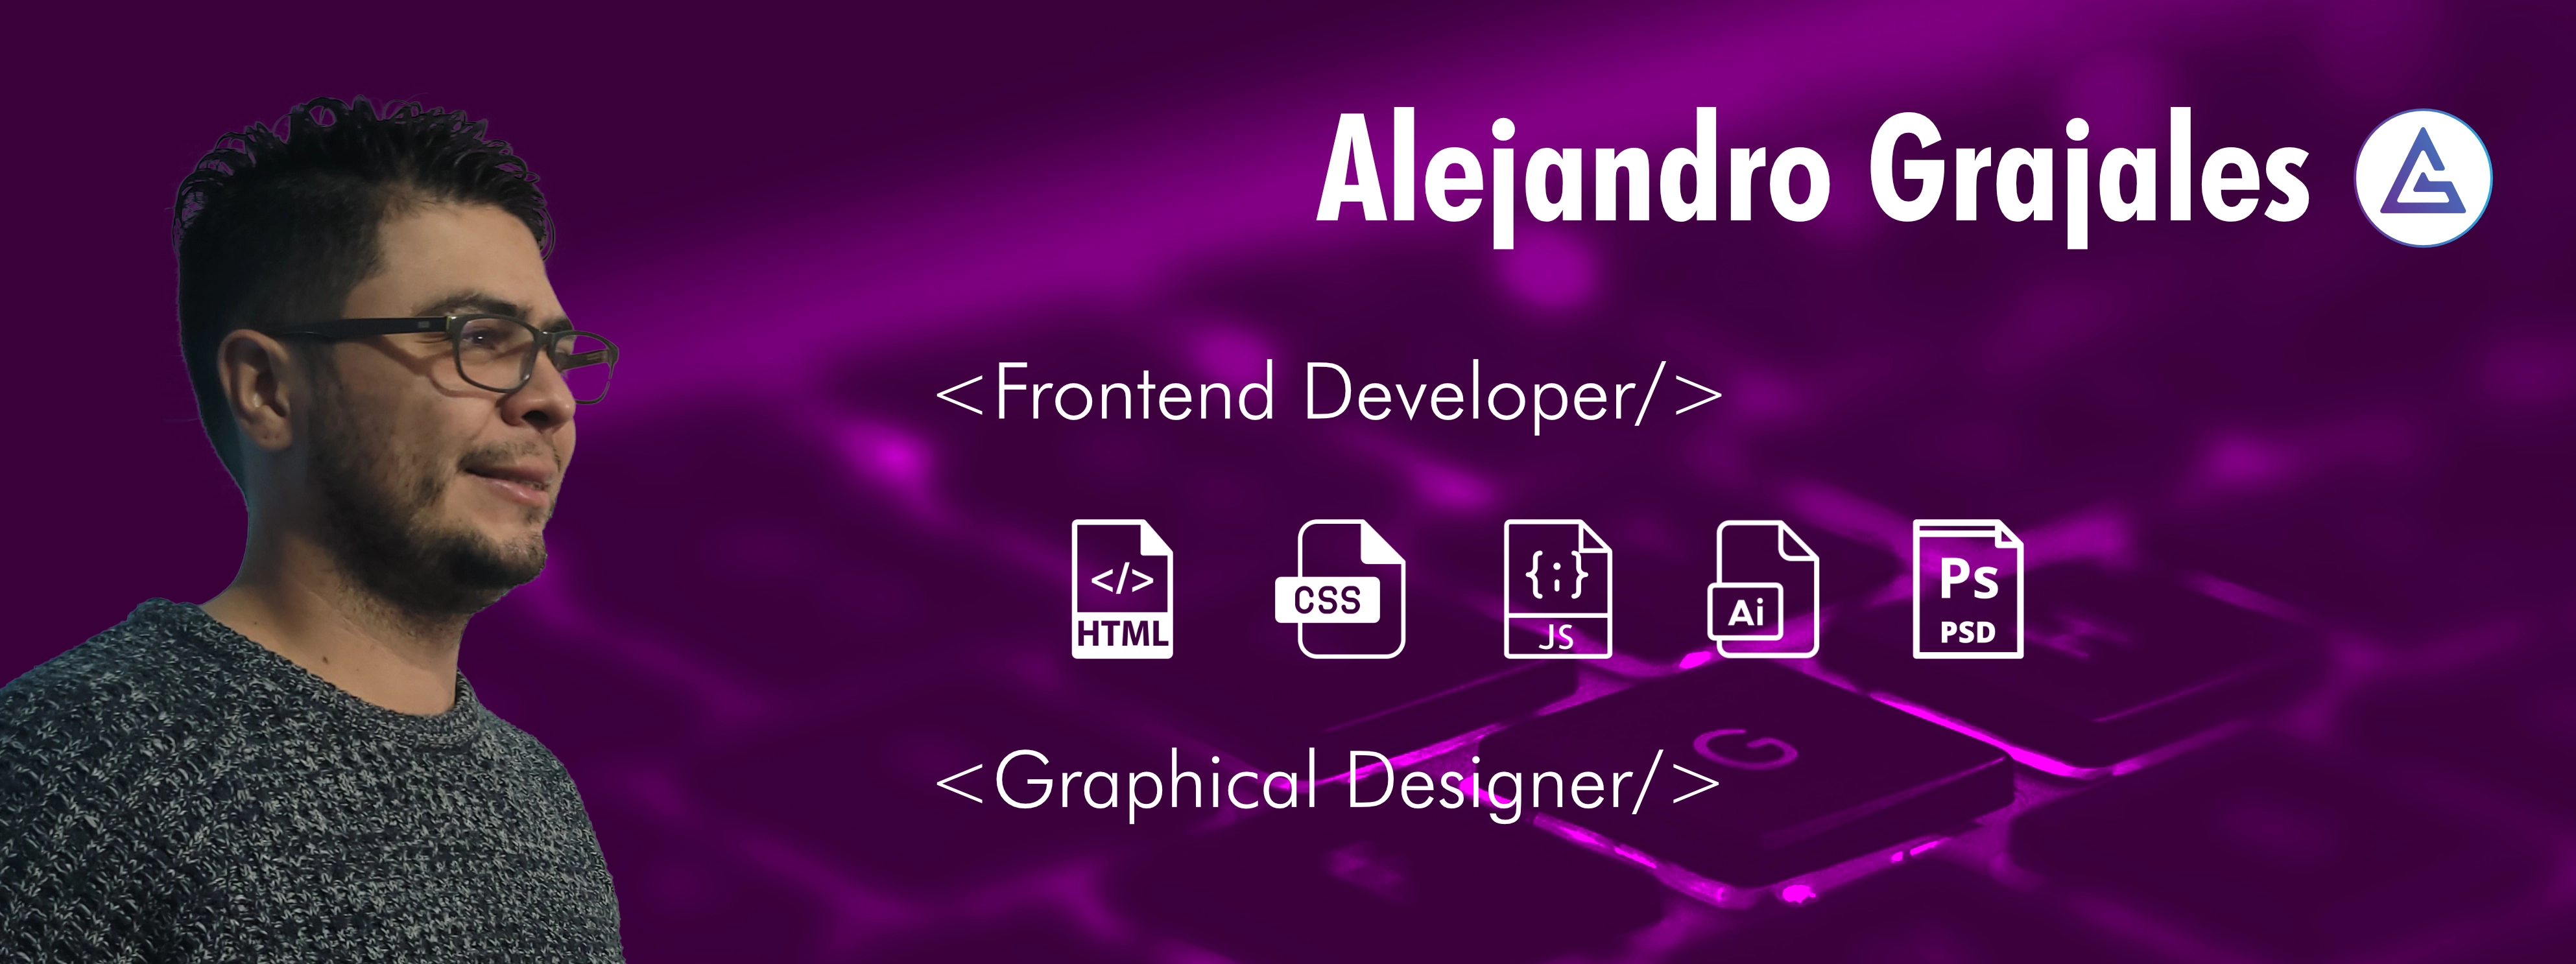 Alejandro Grajales
<Frontend Developer/>
</> CSS {;} Ai Ps
HTML JS PSD
H
G
<Graphical Designer/>